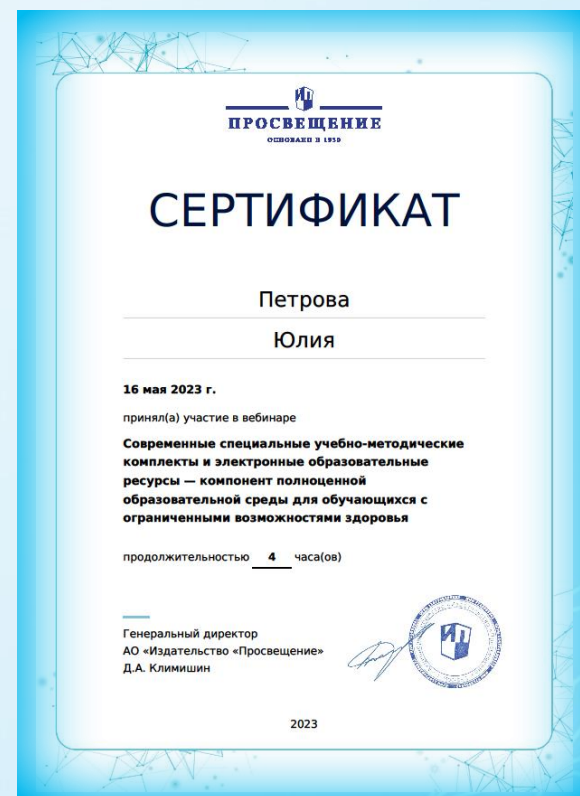 ПРОСВЕЩЕНИЕ
ОСНОВАНО В 1930
СЕРТИФИКАТ
Петрова
Юлия
16 мая 2023 г.
принял(а) участие в вебинаре
Современные специальные учебно-методические
комплекты и электронные образовательные
ресурсы — компонент полноценной
образовательной среды для обучающихся с
ограниченными возможностями здоровья
продолжительностью 4 часа(ов)
Генеральный директор
АО «Издательство «Просвещение»
Д.А. Климишин
2023